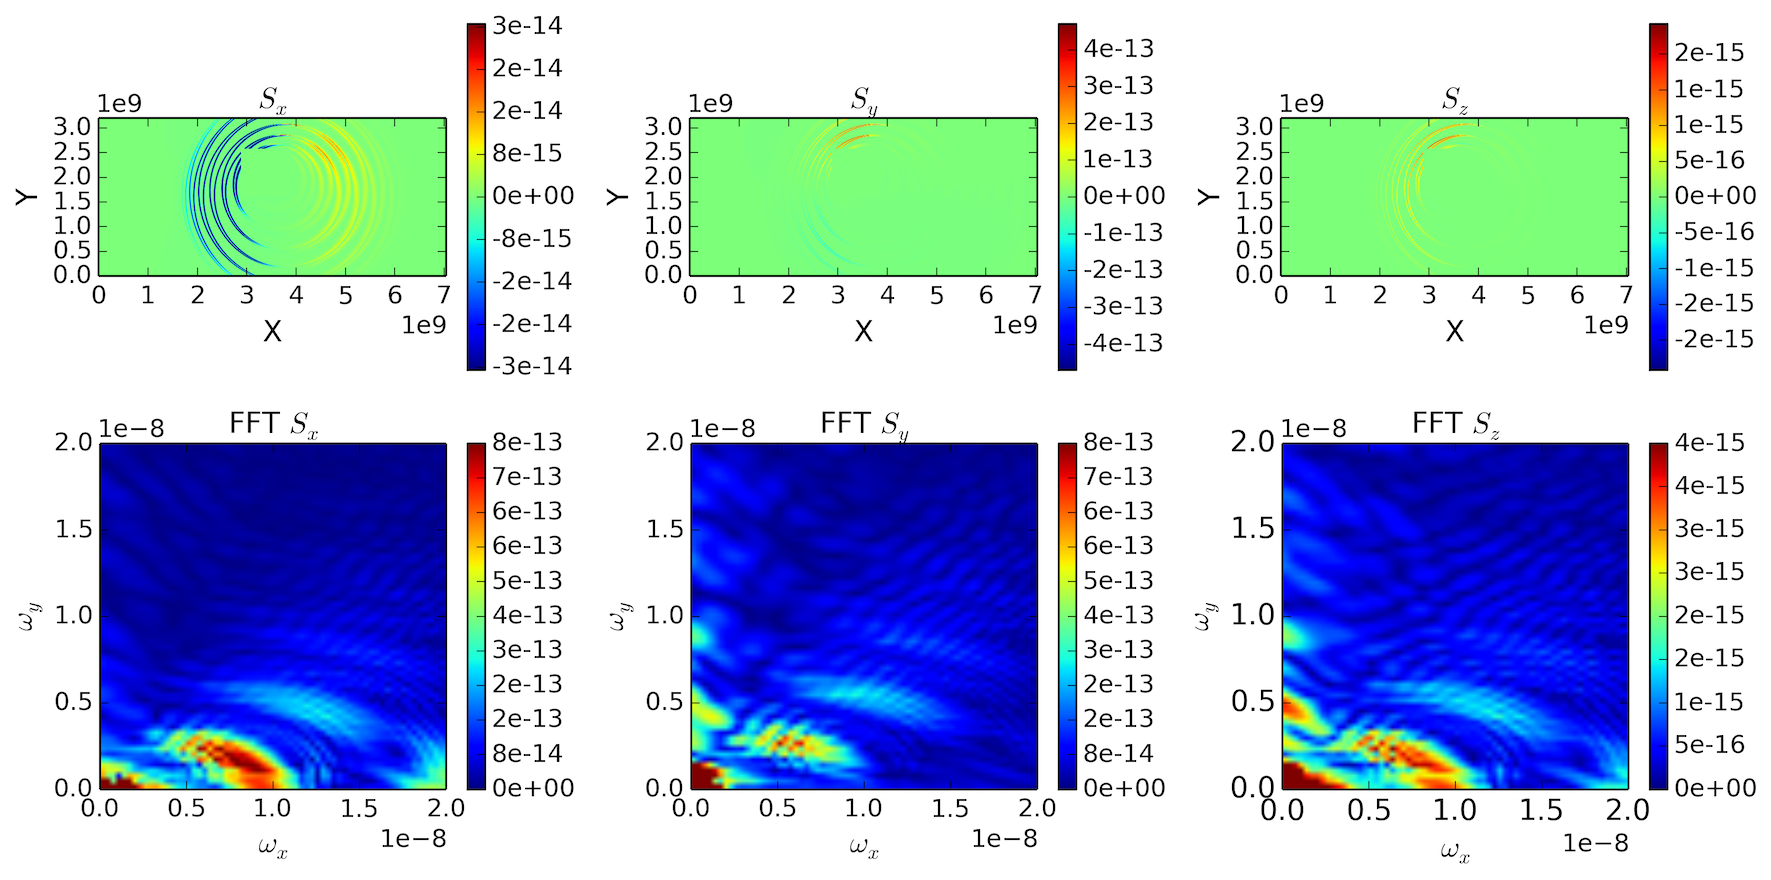 1e9
S_x
3.0
2.5
2.0
1.5
1.0
0.5
0.0
Y
0 1 2 3 4 5 6 7
X
1e9
3e-14
2e-14
2e-14
8e-15
0e+00
-8e-15
-2e-14
-2e-14
-3e-14
1e9
S_y
3.0
2.5
2.0
1.5
1.0
0.5
0.0
Y
0 1 2 3 4 5 6 7
X
1e9
4e-13
3e-13
2e-13
1e-13
0e+00
-1e-13
-2e-13
-3e-13
-4e-13
1e9
S_z
3.0
2.5
2.0
1.5
1.0
0.5
0.0
Y
0 1 2 3 4 5 6 7
X
1e9
2e-15
1e-15
1e-15
5e-16
0e+00
-5e-16
-1e-15
-2e-15
-2e-15
1e−8
FFT S_x
2.0
1.5
1.0
0.5
0.0
ω_y
0.0 0.5 1.0 1.5 2.0
1e−8
ω_x
8e-13
7e-13
6e-13
5e-13
5e-13
4e-13
3e-13
2e-13
2e-13
8e-14
0e+00
1e−8
FFT S_y
2.0
1.5
1.0
0.5
0.0
ω_y
0.0 0.5 1.0 1.5 2.0
1e−8
ω_x
8e-13
7e-13
6e-13
6e-13
5e-13
4e-13
3e-13
2e-13
2e-13
8e-14
0e+00
1e−8
FFT S_z
2.0
1.5
1.0
0.5
0.0
ω_y
0.0 0.5 1.0 1.5 2.0
1e−8
ω_x
4e-15
4e-15
3e-15
3e-15
2e-15
2e-15
1e-15
5e-16
0e+00